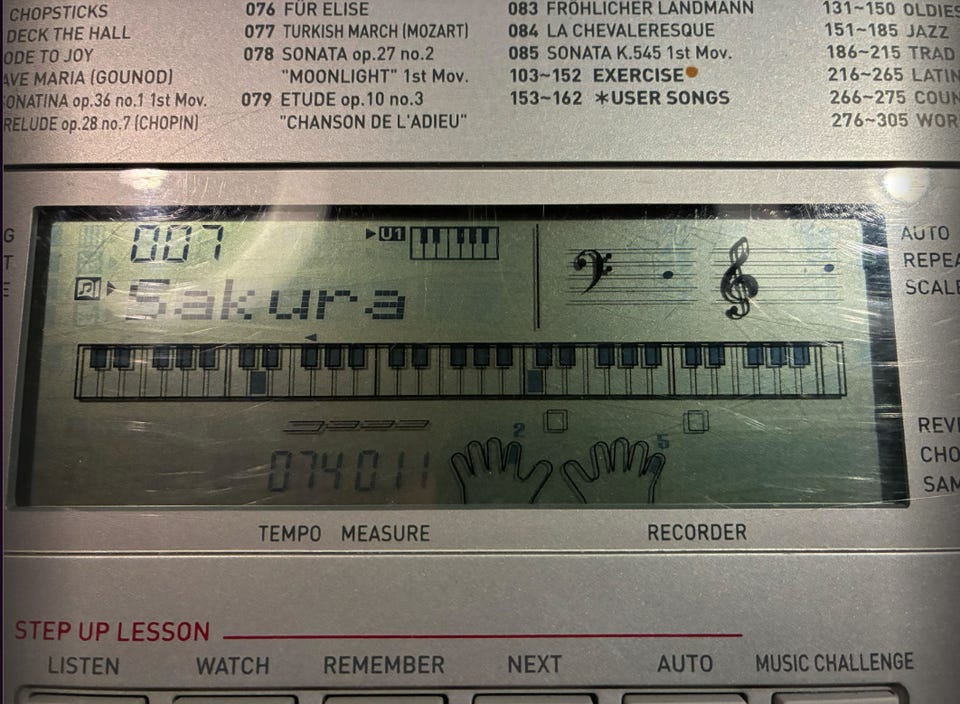 CHOPSTICKS
DECK THE HALL
ODE TO JOY
AVE MARIA (GOUNOD)
SONATINA op.36 no.1 1st Mov.
PRELUDE op.28 no.7 (CHOPIN)
076 FÜR ELISE
077 TURKISH MARCH (MOZART)
078 SONATA op.27 no.2
"MOONLIGHT" 1st Mov.
079 ETUDE op.10 no.3
"CHANSON DE L'ADIEU"
083 FRÖHLICHER LANDMANN
084 LA CHEVALERESQUE
085 SONATA K.545 1st Mov.
103~152 EXERCISE
153~162 *USER SONGS
131~150 OLDIES
151~185 JAZZ
186~215 TRAD
216~265 LATIN
266~275 COUN
276~305 WOR
007
U1
Sakura
AUTO
REPEA
SCALE
2
5
074 011
REVE
CHO
SAM
TEMPO MEASURE
RECORDER
STEP UP LESSON
LISTEN WATCH REMEMBER NEXT AUTO MUSIC CHALLENGE